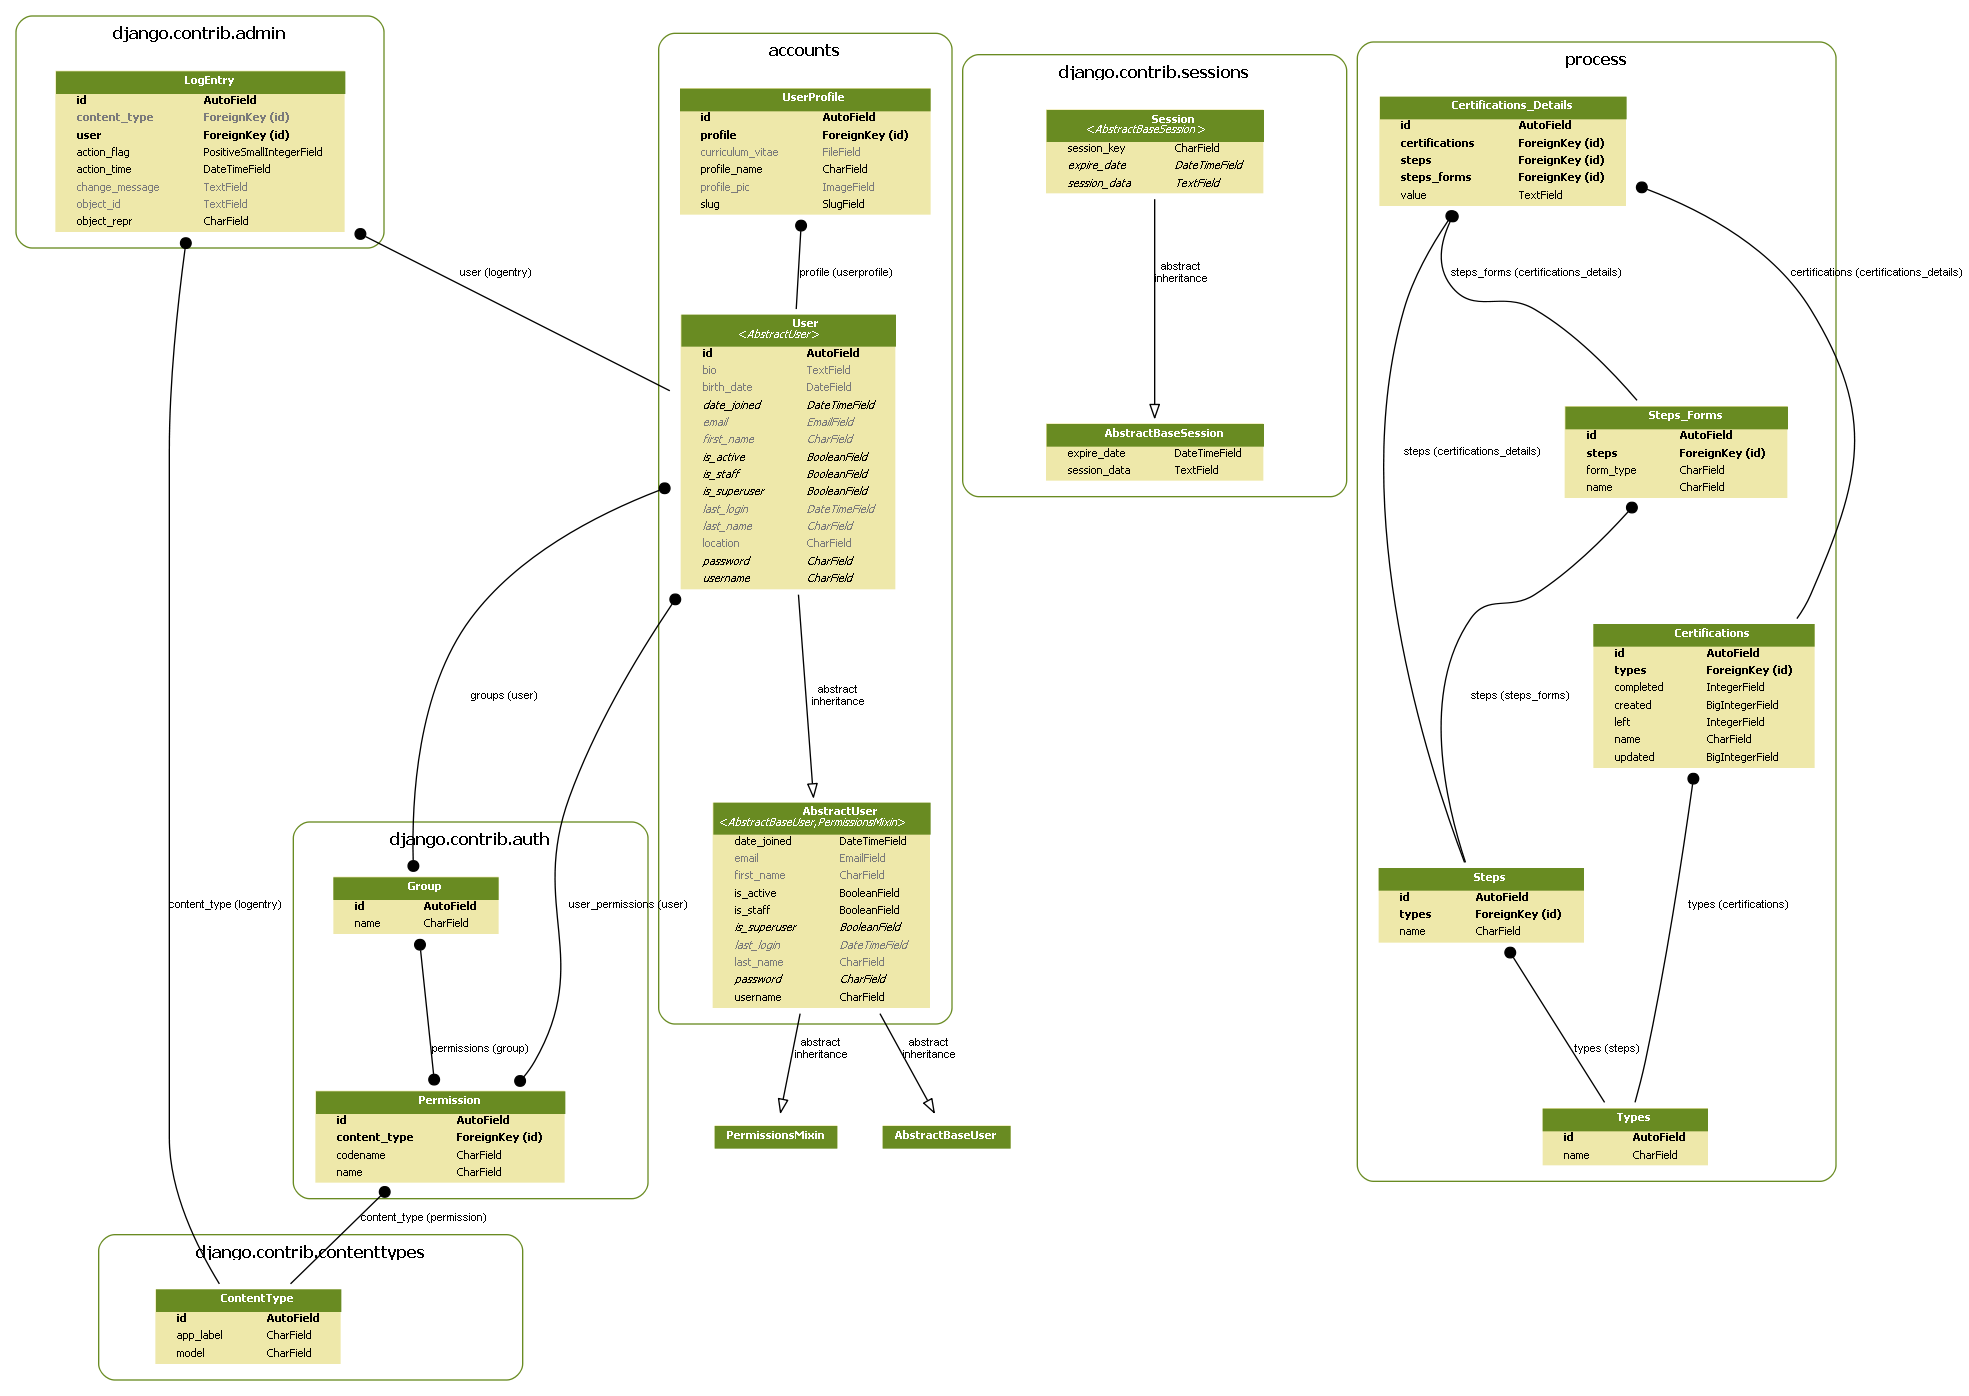 django.contrib.admin
LogEntry
id AutoField
content_type ForeignKey (id)
user ForeignKey (id)
action_flag PositiveSmallIntegerField
action_time DateTimeField
change_message TextField
object_id TextField
object_repr CharField
accounts
UserProfile
id AutoField
profile ForeignKey (id)
curriculum_vitae FileField
profile_name CharField
profile_pic ImageField
slug SlugField
user (logentry)
profile (userprofile)
User
<AbstractUser>
id AutoField
bio TextField
birth_date DateField
date_joined DateTimeField
email EmailField
first_name CharField
is_active BooleanField
is_staff BooleanField
is_superuser BooleanField
last_login DateTimeField
last_name CharField
location CharField
password CharField
username CharField
groups (user)
abstract
inheritance
AbstractUser
<AbstractBaseUser,PermissionsMixin>
date_joined DateTimeField
email EmailField
first_name CharField
is_active BooleanField
is_staff BooleanField
is_superuser BooleanField
last_login DateTimeField
last_name CharField
password CharField
username CharField
abstract
inheritance
abstract
inheritance
PermissionsMixin
AbstractBaseUser
django.contrib.auth
Group
id AutoField
name CharField
content_type (logentry)
user_permissions (user)
permissions (group)
Permission
id AutoField
content_type ForeignKey (id)
codename CharField
name CharField
content_type (permission)
django.contrib.contenttypes
ContentType
id AutoField
app_label CharField
model CharField
django.contrib.sessions
Session
<AbstractBaseSession>
session_key CharField
expire_date DateTimeField
session_data TextField
abstract
inheritance
AbstractBaseSession
expire_date DateTimeField
session_data TextField
process
Certifications_Details
id AutoField
certifications ForeignKey (id)
steps ForeignKey (id)
steps_forms ForeignKey (id)
value TextField
steps_forms (certifications_details)
certifications (certifications_details)
Steps_Forms
id AutoField
steps ForeignKey (id)
form_type CharField
name CharField
steps (certifications_details)
Certifications
id AutoField
types ForeignKey (id)
completed IntegerField
created BigIntegerField
left IntegerField
name CharField
updated BigIntegerField
steps (steps_forms)
Steps
id AutoField
types ForeignKey (id)
name CharField
types (certifications)
types (steps)
Types
id AutoField
name CharField